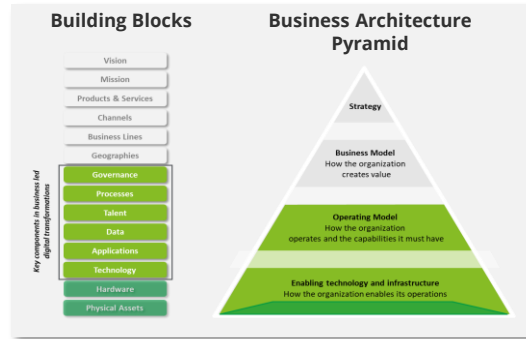 Building Blocks
Vision
Mission
Products & Services
Channels
Business Lines
Geographies
Governance
Processes
Talent
Data
Applications
Technology
Hardware
Physical Assets
Key components in business led
digital transformations
Business Architecture
Pyramid
Strategy
Business Model
How the organization
creates value
Operating Model
How the organization
operates and the capabilities it must have
Enabling technology and infrastructure
How the organization enables its operations